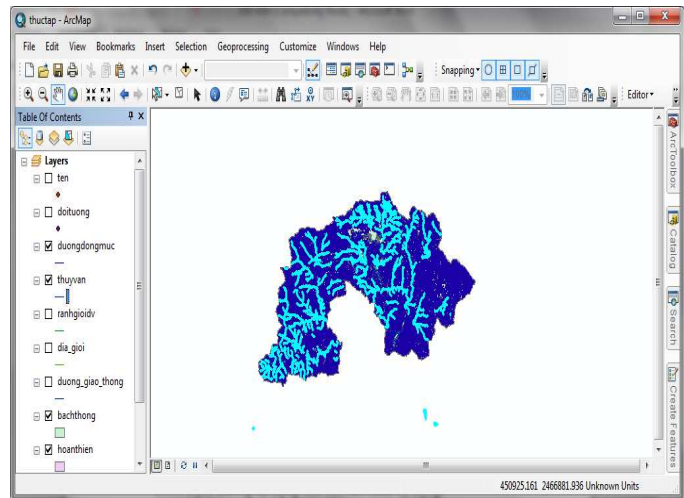 thuctap - ArcMap
File Edit View Bookmarks Insert Selection Geoprocessing Customize Windows Help
Snapping
Editor
Table Of Contents
Layers
ten
doituong
duongdongmuc
thuyvan
ranhgioidv
dia_gioi
duong_giao_thong
bachthong
hoanthien
ArcToolbox
Catalog
Search
Create Features
450925.161 2466881.936 Unknown Units